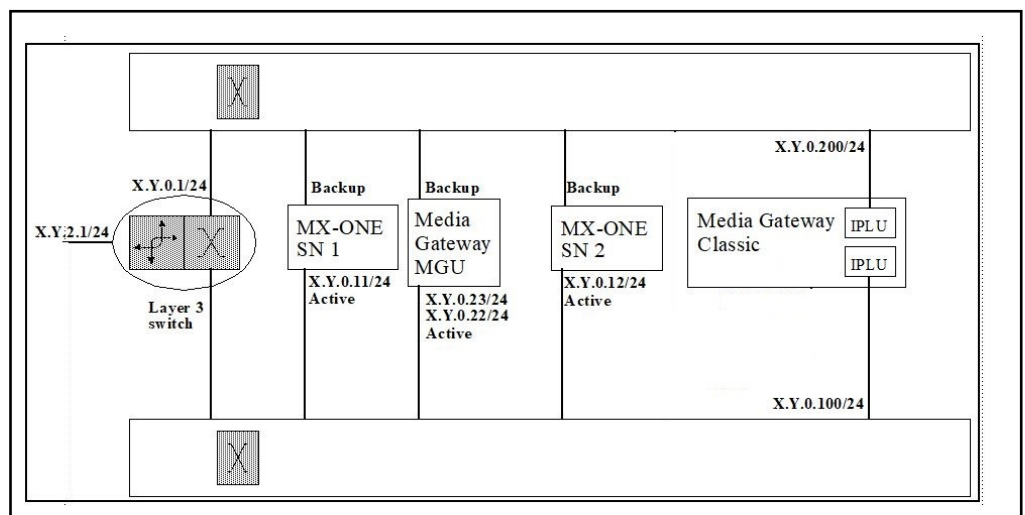 X.Y.0.200/24
X.Y.0.1/24
Backup
Backup
Backup
X.Y.2.1/24
MX-ONE
SN 1
Media
Gateway
MGU
MX-ONE
SN 2
Media Gateway
Classic
IPLU
IPLU
X.Y.0.11/24
Active
X.Y.0.23/24
X.Y.0.22/24
Active
X.Y.0.12/24
Active
Layer 3
switch
X.Y.0.100/24